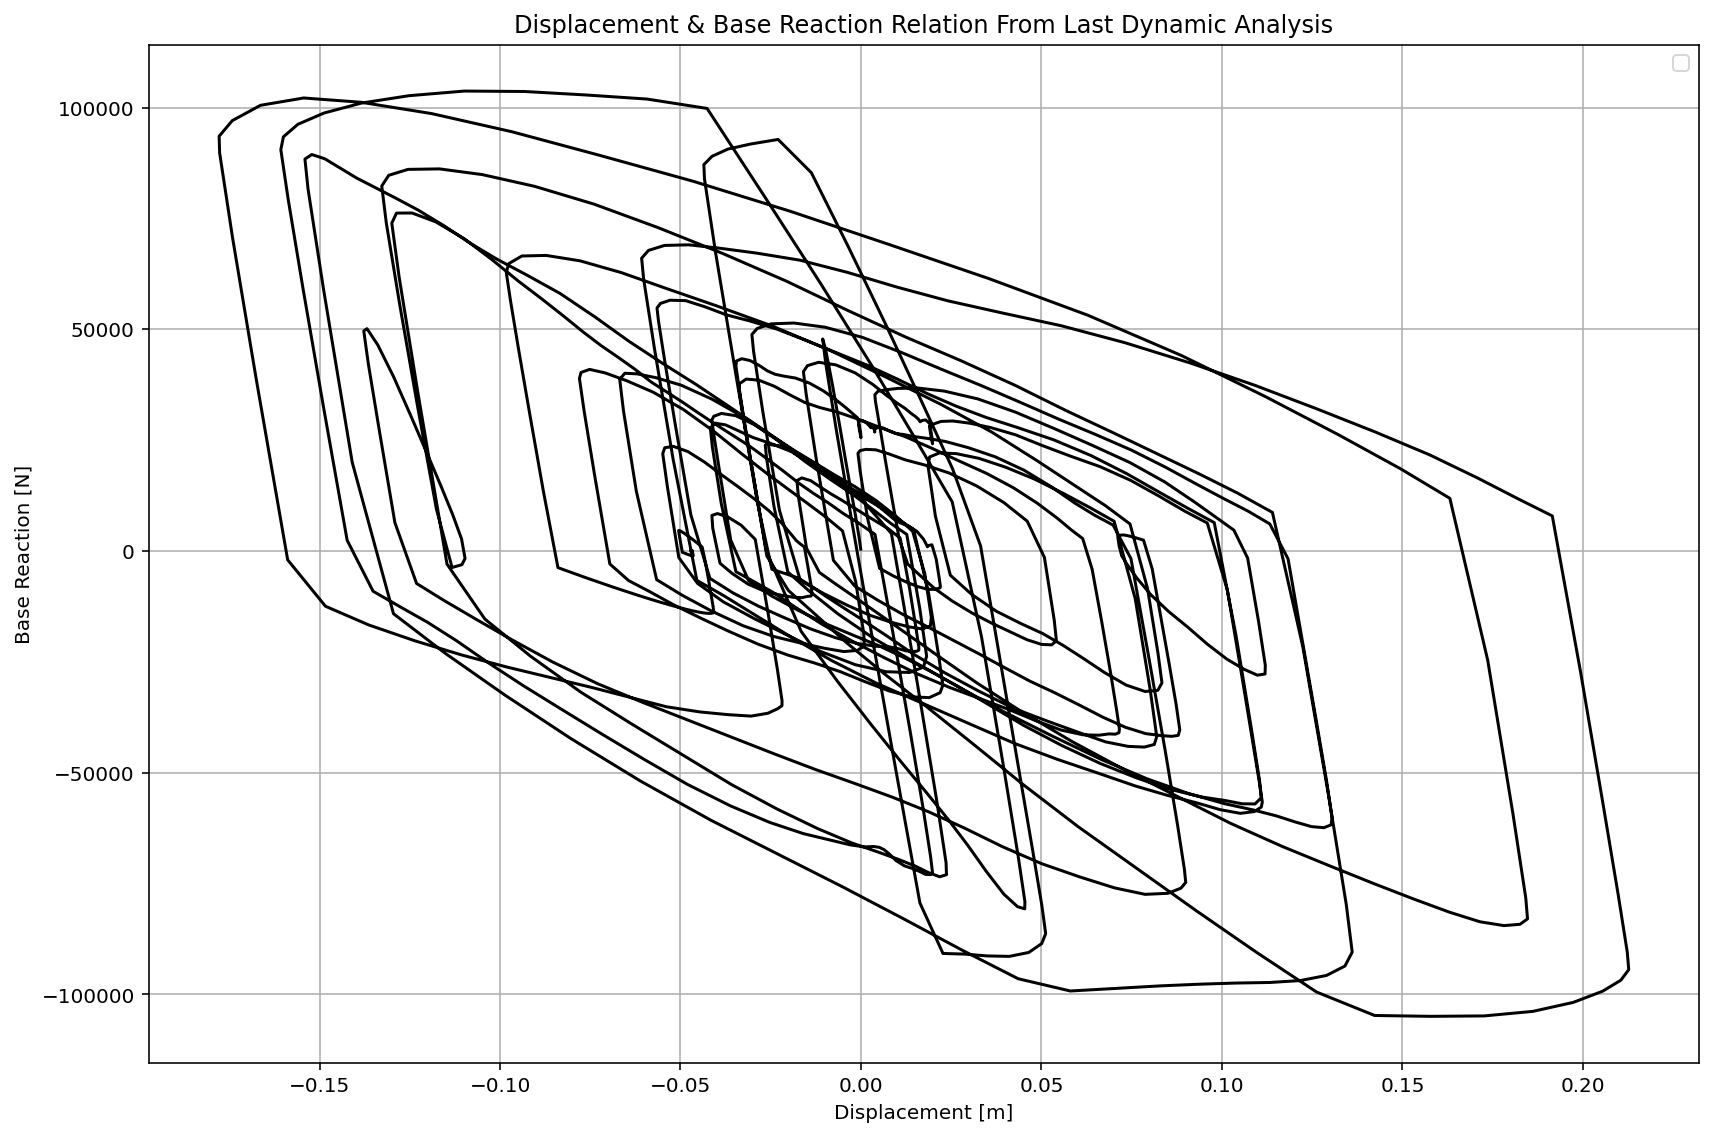 Displacement & Base Reaction Relation From Last Dynamic Analysis
Base Reaction [N]
100000
50000
0
−50000
−100000
−0.15 −0.10 −0.05 0.00 0.05 0.10 0.15 0.20
Displacement [m]